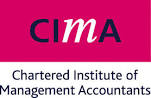 CIMA
Chartered Institute of
Management Accountants